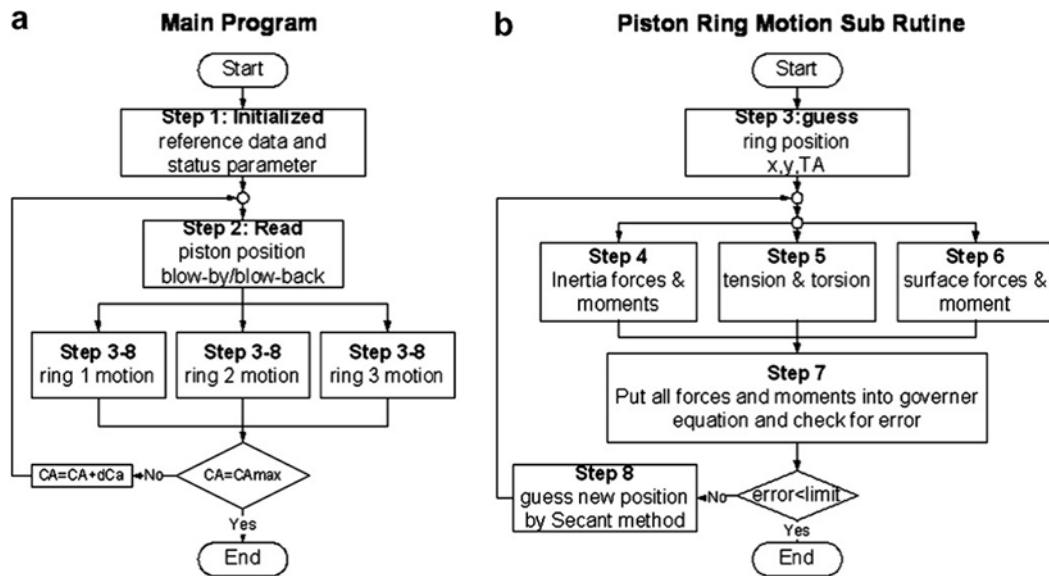 a
Main Program
Start
Step 1: Initialized
reference data and
status parameter
Step 2: Read
piston position
blow-by/blow-back
Step 3-8
ring 1 motion
Step 3-8
ring 2 motion
Step 3-8
ring 3 motion
CA=CAmax
No
CA=CA+dCa
Yes
End
b
Piston Ring Motion Sub Rutine
Start
Step 3:guess
ring position
x,y,TA
Step 4
Inertia forces &
moments
Step 5
tension & torsion
Step 6
surface forces &
moment
Step 7
Put all forces and moments into governer
equation and check for error
error<limit
No
Step 8
guess new position
by Secant method
Yes
End